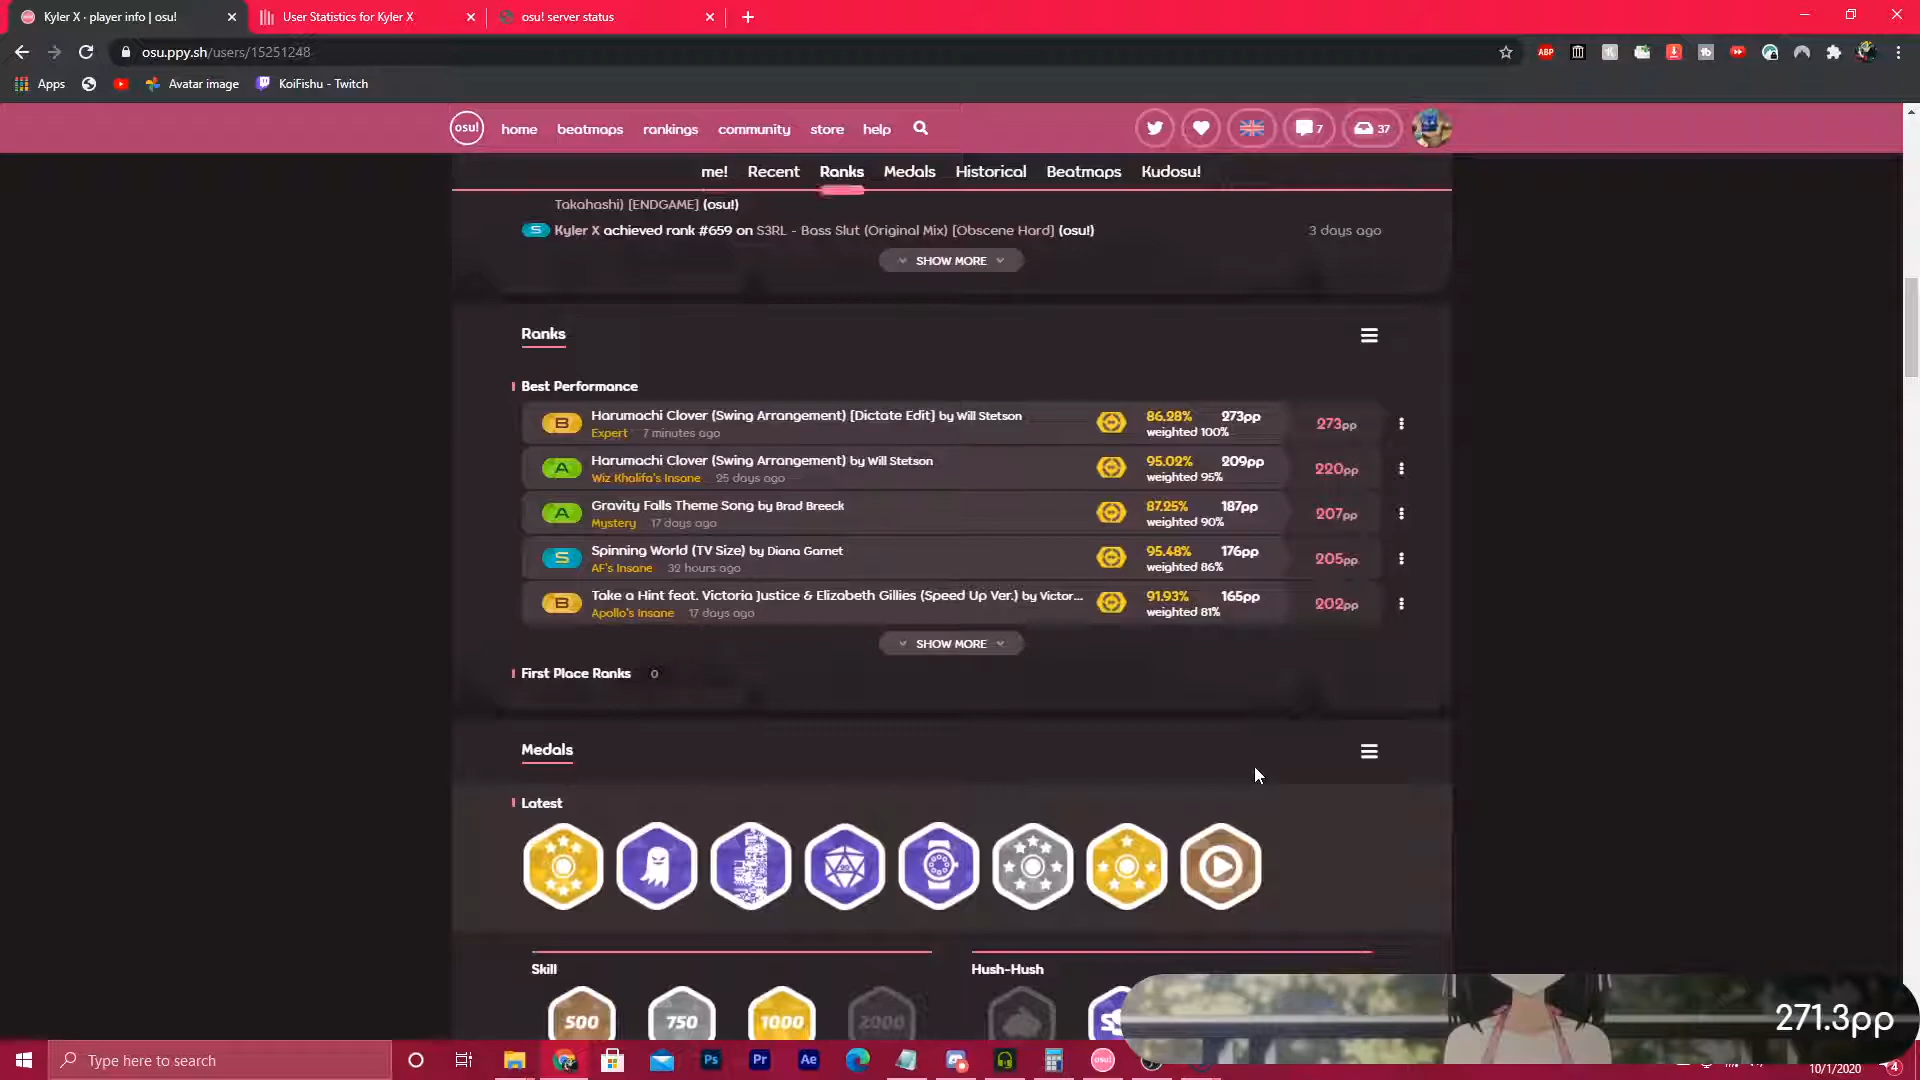 Kyler X · player info | osu!
User Statistics for Kyler X
osu! server status
osu.ppy.sh/users/15251248
ABP
Apps
Avatar image
KoiFishu - Twitch
osu!
home
beatmaps
rankings
community
store
help
7
37
me!
Recent
Ranks
Medals
Historical
Beatmaps
Kudosu!
Takahashi) [ENDGAME] (osu!)
S Kyler X achieved rank #659 on S3RL - Bass Slut (Original Mix) [Obscene Hard] (osu!) 3 days ago
SHOW MORE
Ranks
Best Performance
B Harumachi Clover (Swing Arrangement) [Dictate Edit] by Will Stetson 86.28% 273pp 273pp
Expert 7 minutes ago weighted 100%
A Harumachi Clover (Swing Arrangement) by Will Stetson 95.02% 209pp 220pp
Wiz Khalifa's Insane 25 days ago weighted 95%
A Gravity Falls Theme Song by Brad Breeck 87.25% 187pp 207pp
Mystery 17 days ago weighted 90%
S Spinning World (TV Size) by Diana Garnet 95.48% 176pp 205pp
AF's Insane 32 hours ago weighted 86%
B Take a Hint feat. Victoria Justice & Elizabeth Gillies (Speed Up Ver.) by Victor... 91.93% 165pp 202pp
Apollo's Insane 17 days ago weighted 81%
SHOW MORE
First Place Ranks 0
Medals
Latest
Skill
Hush-Hush
500
750
1000
2000
271.3pp
Type here to search
Ps
Pr
Ae
osu!
10/1/2020
4